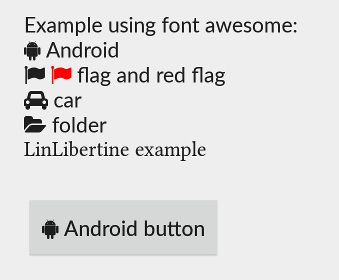 Example using font awesome:
Android
flag and red flag
car
folder
LinLibertine example
Android button